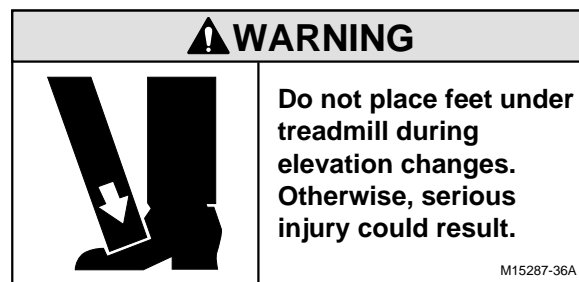 WARNING
Do not place feet under
treadmill during
elevation changes.
Otherwise, serious
injury could result.
M15287-36A